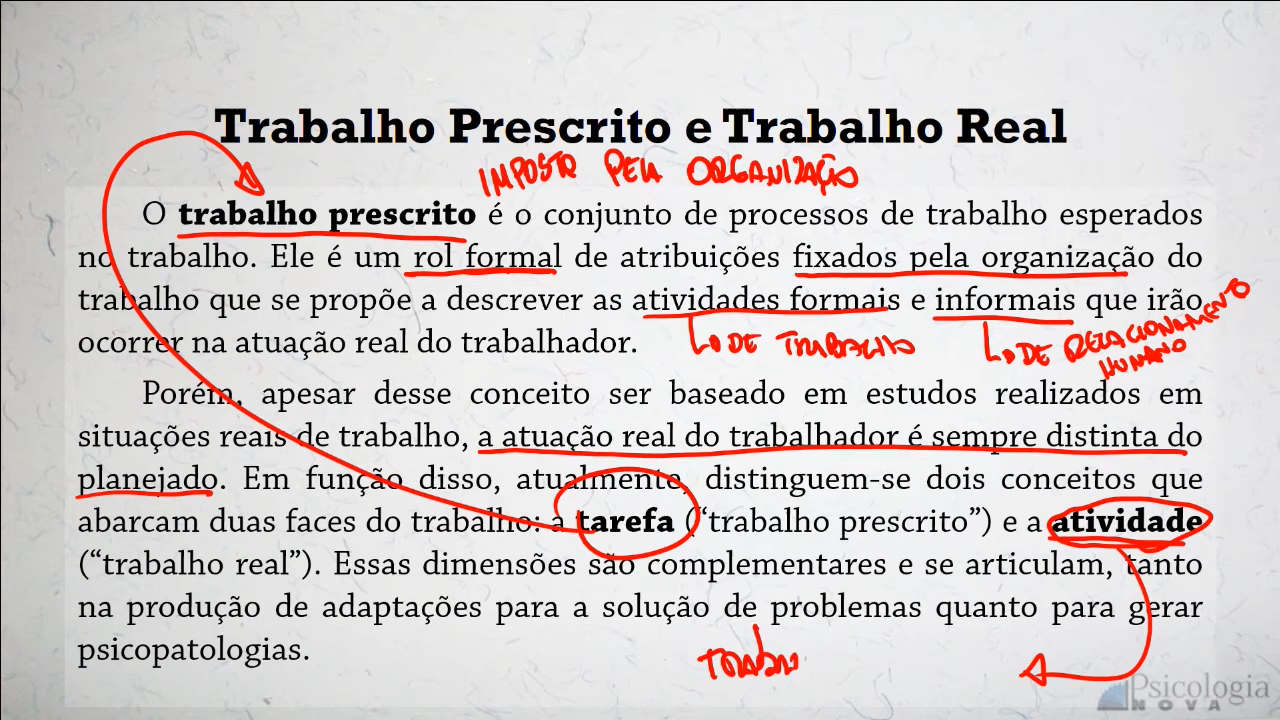 Trabalho Prescrito e Trabalho Real
IMPOSTA PELA ORGANIZAÇÃO
O trabalho prescrito é o conjunto de processos de trabalho esperados
no trabalho. Ele é um rol formal de atribuições fixados pela organização do
trabalho que se propõe a descrever as atividades formais e informais que irão
ocorrer na atuação real do trabalhador.
DE TRABALHO
DE RELACIONAMENTO
HUMANO
Porém, apesar desse conceito ser baseado em estudos realizados em
situações reais de trabalho, a atuação real do trabalhador é sempre distinta do
planejado. Em função disso, atualmente, distinguem-se dois conceitos que
abarcam duas faces do trabalho: a tarefa (“trabalho prescrito”) e a atividade
(“trabalho real”). Essas dimensões são complementares e se articulam, tanto
na produção de adaptações para a solução de problemas quanto para gerar
psicopatologias.
Psicologia
NOVA